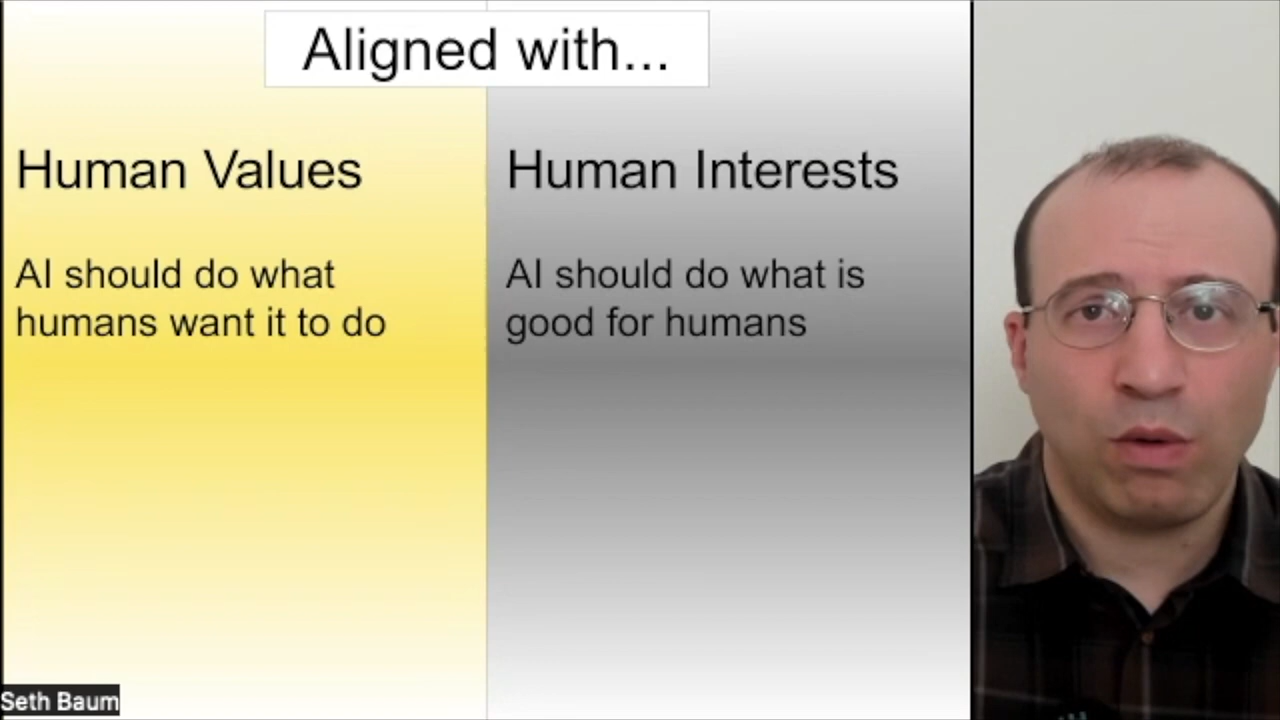 Aligned with...
Human Values
AI should do what
humans want it to do
Human Interests
AI should do what is
good for humans
Seth Baum